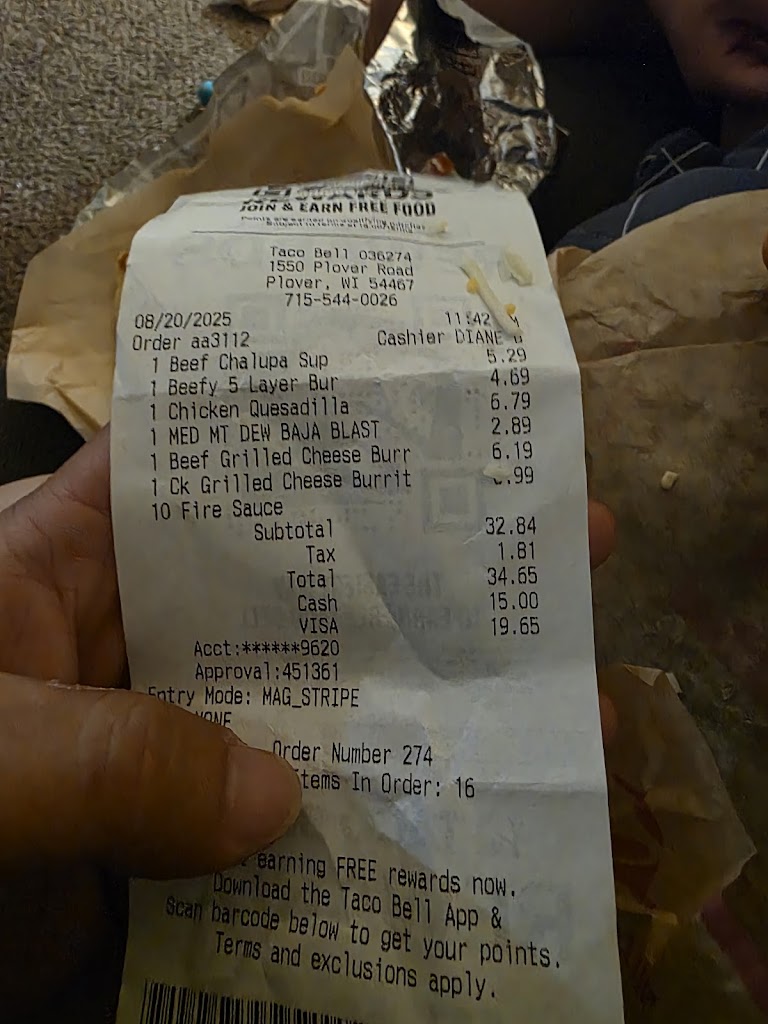 JOIN & EARN FREE FOOD
Taco Bell 036274
1550 Plover Road
Plover, WI 54467
715-544-0026
08/20/2025 11:42
Order aa3112 Cashier DIANE
1 Beef Chalupa Sup 5.29
1 Beefy 5 Layer Bur 4.69
1 Chicken Quesadilla 6.79
1 MED MT DEW BAJA BLAST 2.89
1 Beef Grilled Cheese Burr 6.19
1 Ck Grilled Cheese Burrit .99
10 Fire Sauce
Subtotal 32.84
Tax 1.81
Total 34.65
Cash 15.00
VISA 19.65
Acct:******9620
Approval:451361
Entry Mode: MAG_STRIPE
NONE
Order Number 274
Items In Order: 16
earning FREE rewards now.
Download the Taco Bell App &
Scan barcode below to get your points.
Terms and exclusions apply.